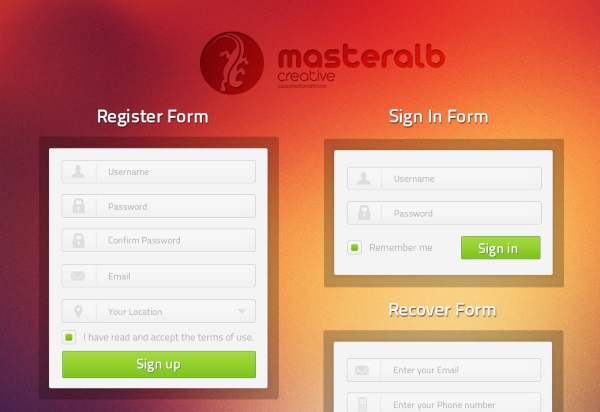 masteralb
creative
Register Form
Username
Password
Confirm Password
Email
Your Location
I have read and accept the terms of use.
Sign up
Sign In Form
Username
Password
Remember me
Sign in
Recover Form
Enter your Email
Enter your Phone number